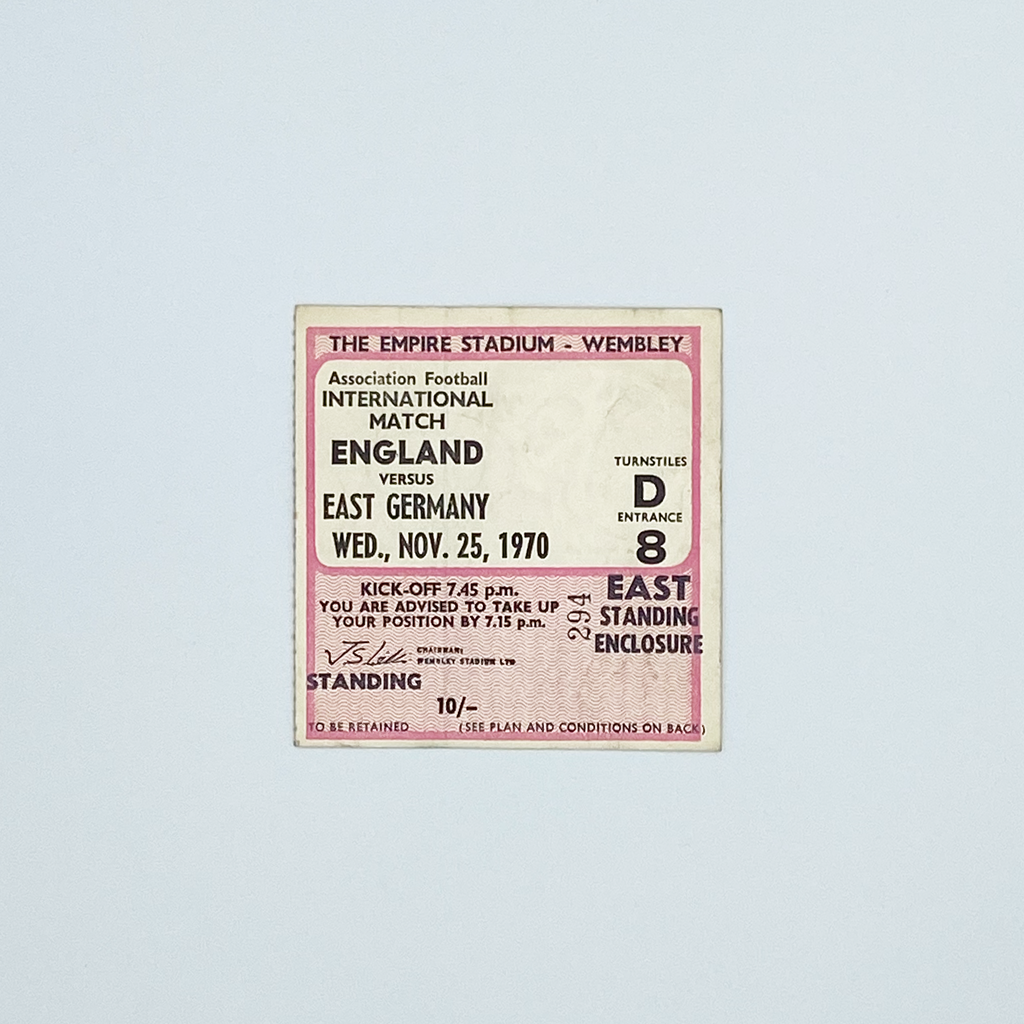 THE EMPIRE STADIUM - WEMBLEY
Association Football
INTERNATIONAL
MATCH
ENGLAND
VERSUS
EAST GERMANY
WED., NOV. 25, 1970
TURNSTILES
D
ENTRANCE
8
EAST
STANDING
ENCLOSURE
KICK-OFF 7.45 p.m.
YOU ARE ADVISED TO TAKE UP
YOUR POSITION BY 7.15 p.m.
294
CHAIRMAN:
WEMBLEY STADIUM LTD
STANDING
10/-
TO BE RETAINED (SEE PLAN AND CONDITIONS ON BACK)